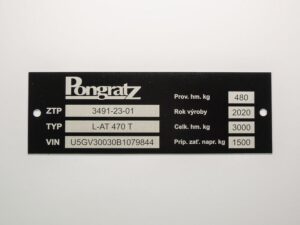 Pongratz
ZTP 3491-23-01
TYP L-AT 470 T
VIN U5GV30030B1079844
Prov. hm. kg 480
Rok výroby 2020
Celk. hm. kg 3000
Príp. zať. nápr. kg 1500